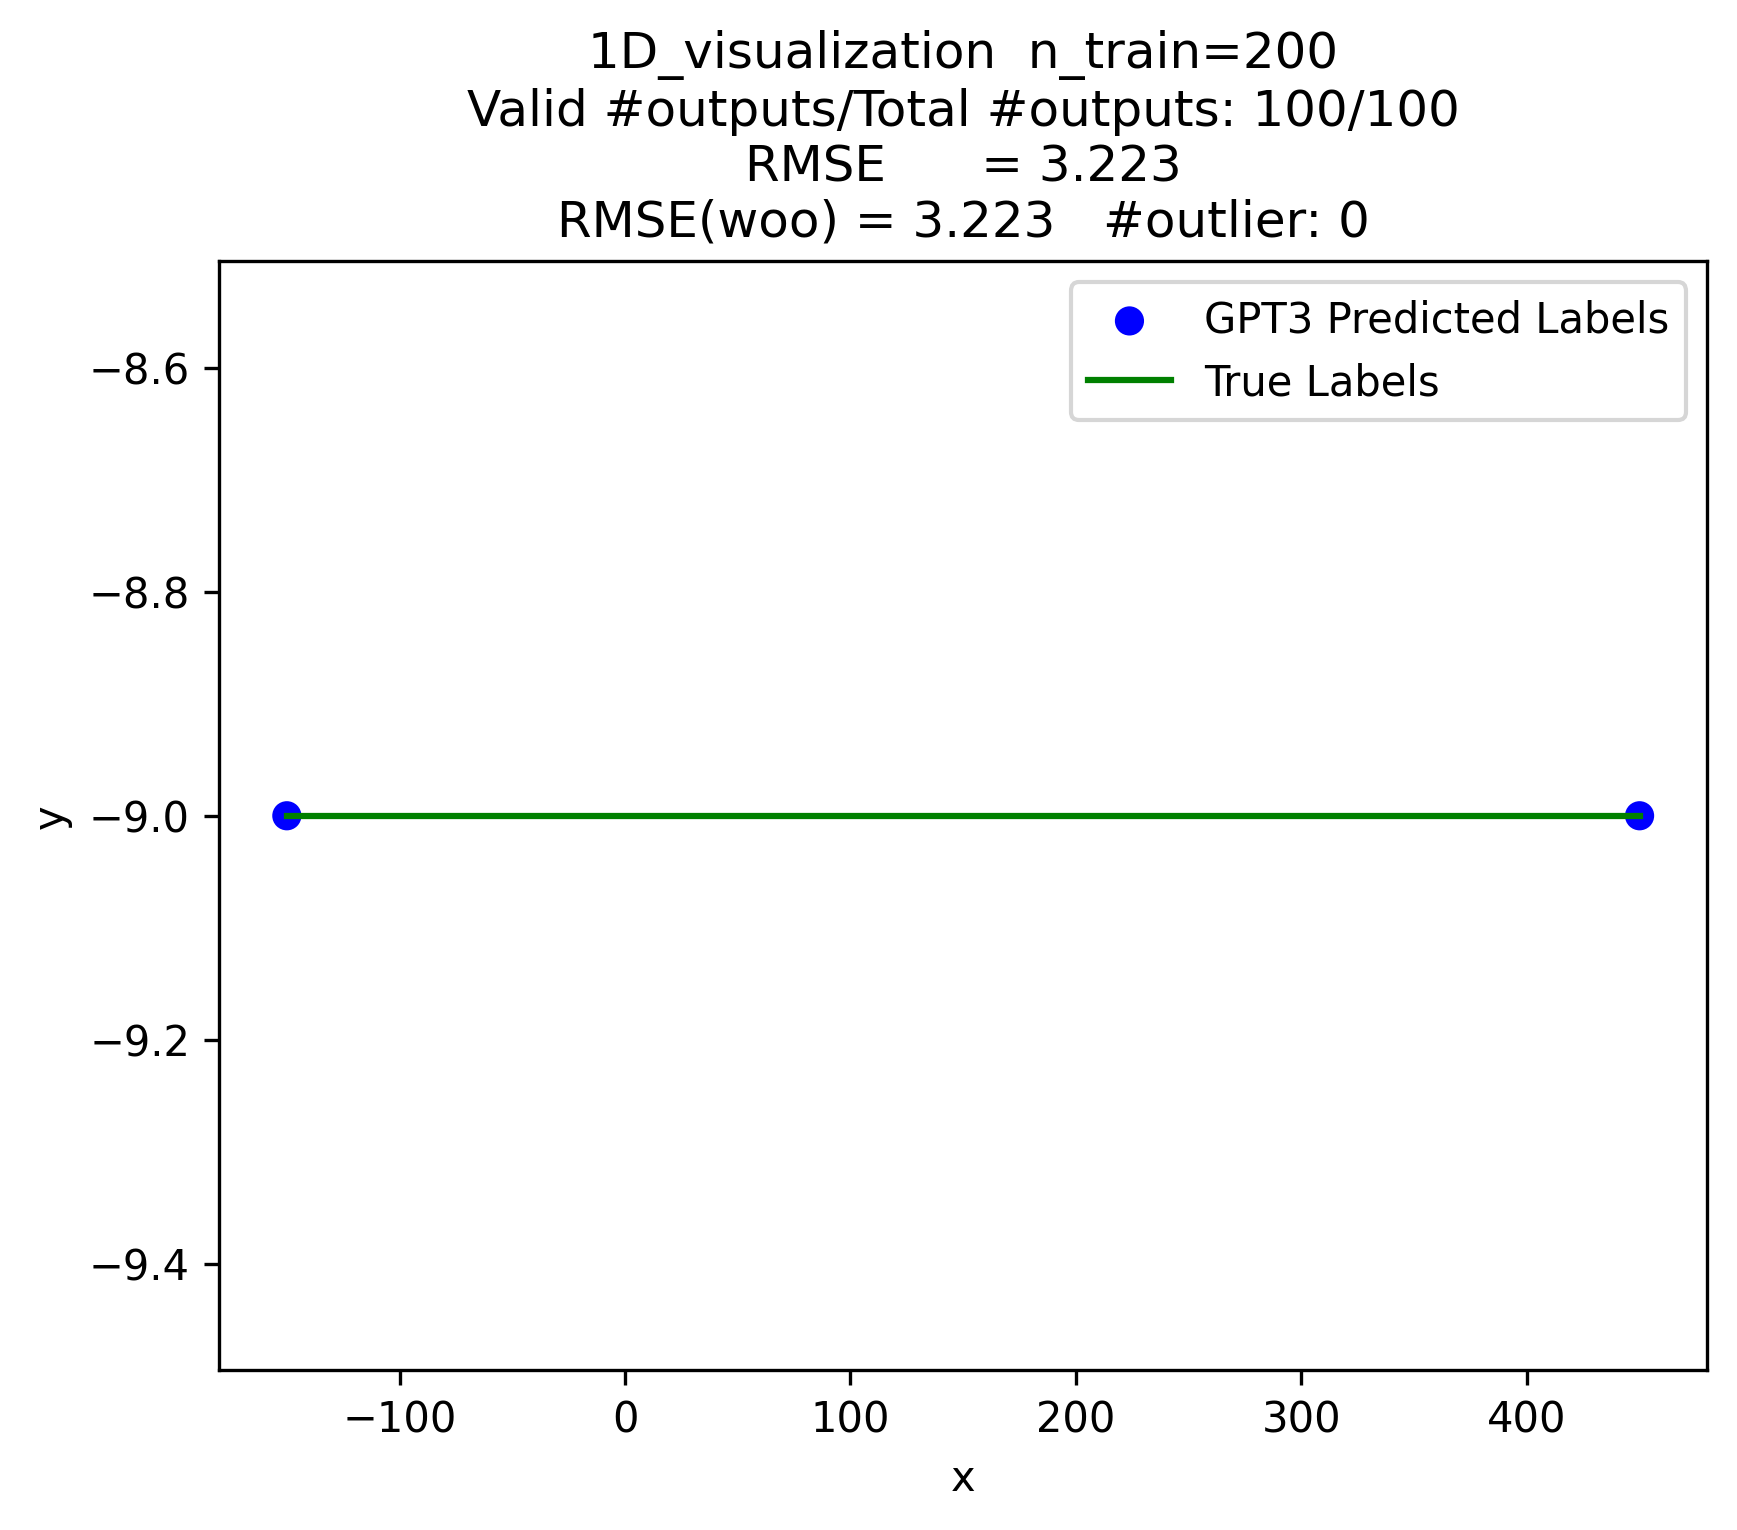 1D_visualization  n_train=200
Valid #outputs/Total #outputs: 100/100
RMSE      = 3.223
RMSE(woo) = 3.223   #outlier: 0
GPT3 Predicted Labels
True Labels
y
−8.6
−8.8
−9.0
−9.2
−9.4
−100 0 100 200 300 400
x